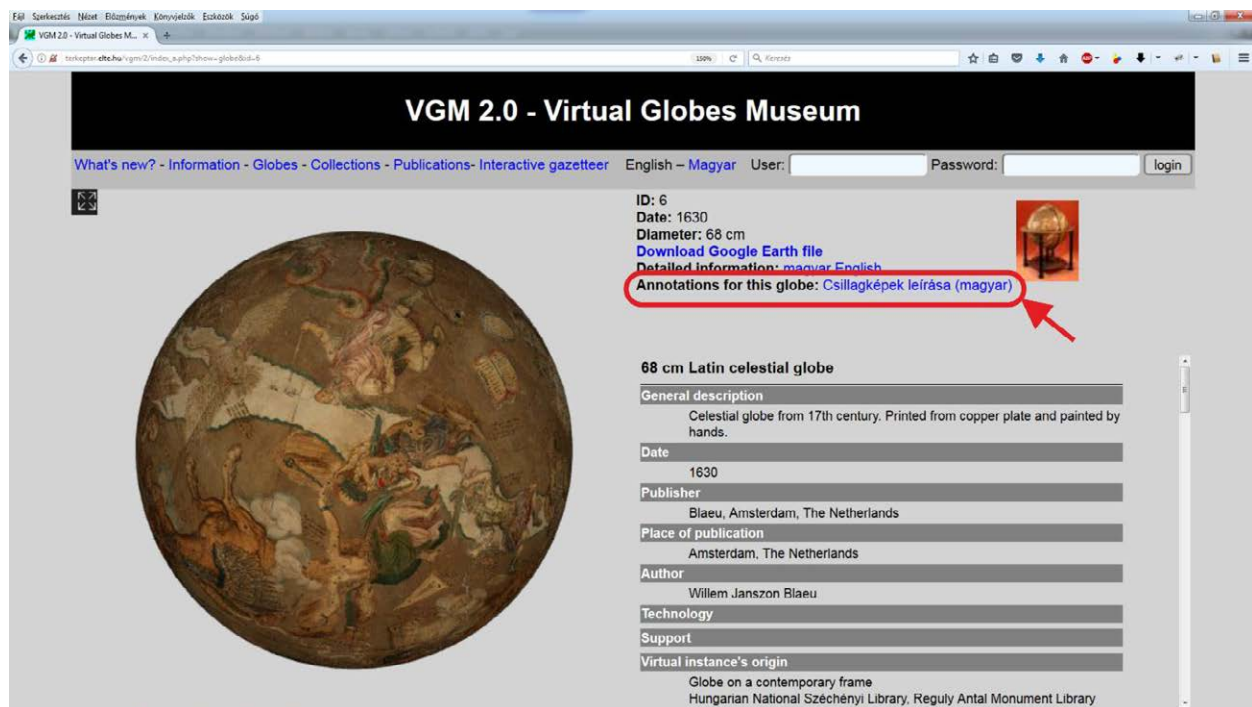 Fájl Szerkesztés Nézet Előzmények Könyvjelzők Eszközök Súgó
VGM 2.0 - Virtual Globes M... × +
terkeptar.elte.hu/vgm/2/index_a.php?show=globe&id=6 150% Keresés
VGM 2.0 - Virtual Globes Museum
What's new? - Information - Globes - Collections - Publications- Interactive gazetteer English – Magyar User: Password: login
ID: 6
Date: 1630
Diameter: 68 cm
Download Google Earth file
Detailed information: magyar English
Annotations for this globe: Csillagképek leírása (magyar)
68 cm Latin celestial globe
General description
Celestial globe from 17th century. Printed from copper plate and painted by
hands.
Date
1630
Publisher
Blaeu, Amsterdam, The Netherlands
Place of publication
Amsterdam, The Netherlands
Author
Willem Janszon Blaeu
Technology
Support
Virtual instance's origin
Globe on a contemporary frame
Hungarian National Széchényi Library, Reguly Antal Monument Library